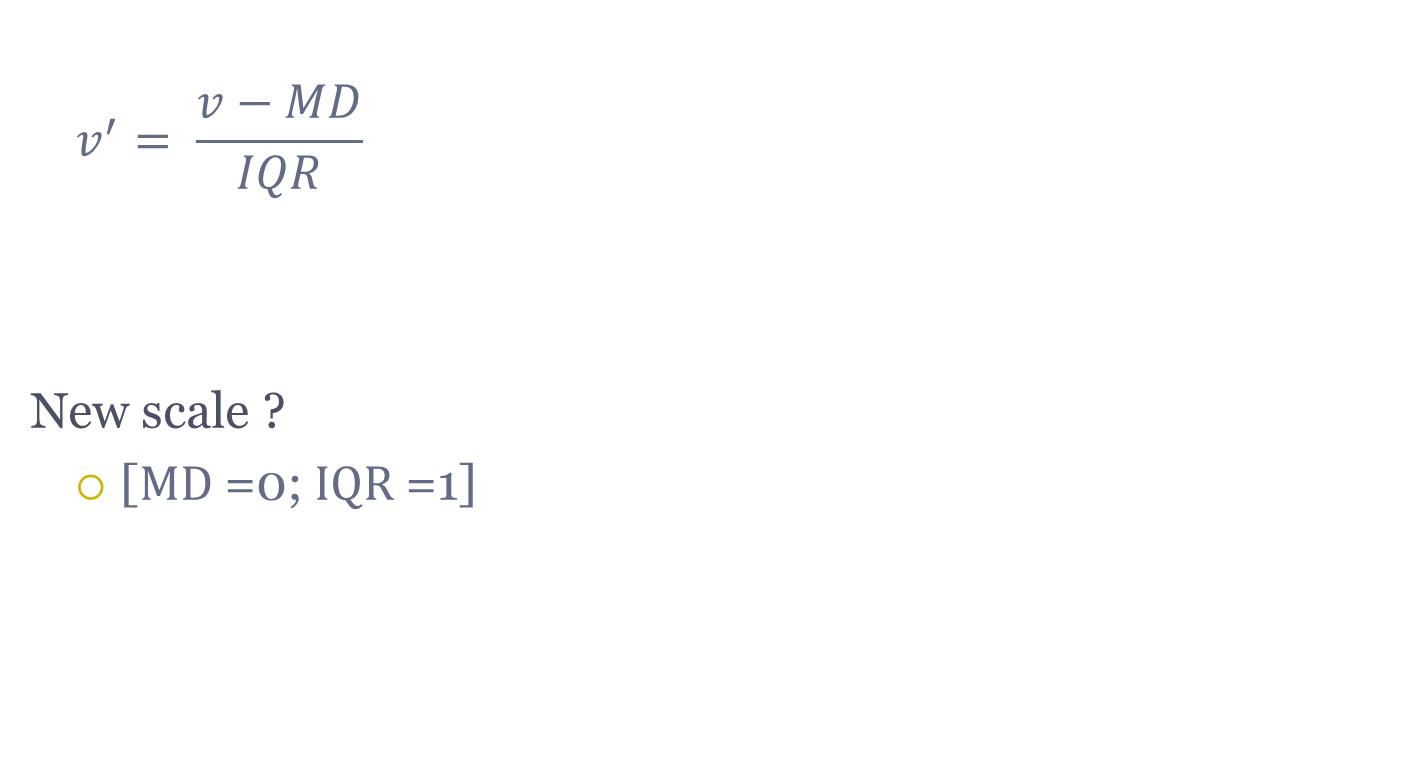 v′ = (v − MD) / IQR
New scale ?
○ [MD =0; IQR =1]